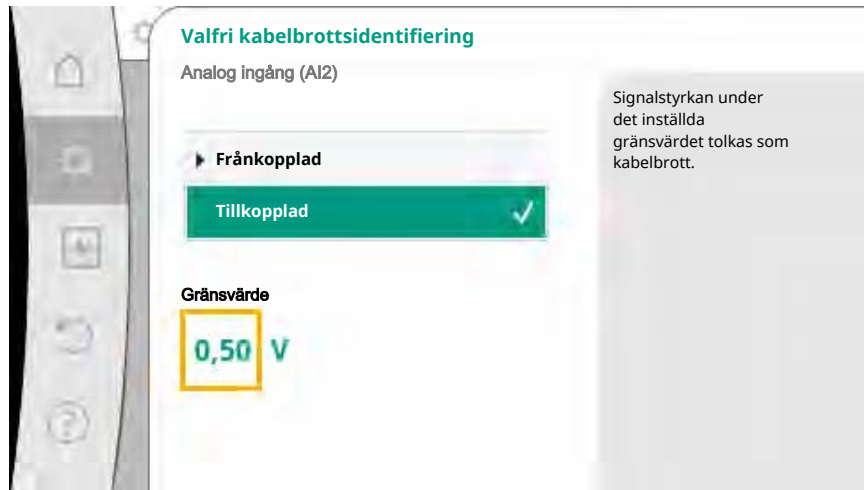 Valfri kabelbrottsidentifiering
Analog ingång (AI2)
Frånkopplad
Tillkopplad
Gränsvärde
0,50 V
Signalstyrkan under
det inställda
gränsvärdet tolkas som
kabelbrott.